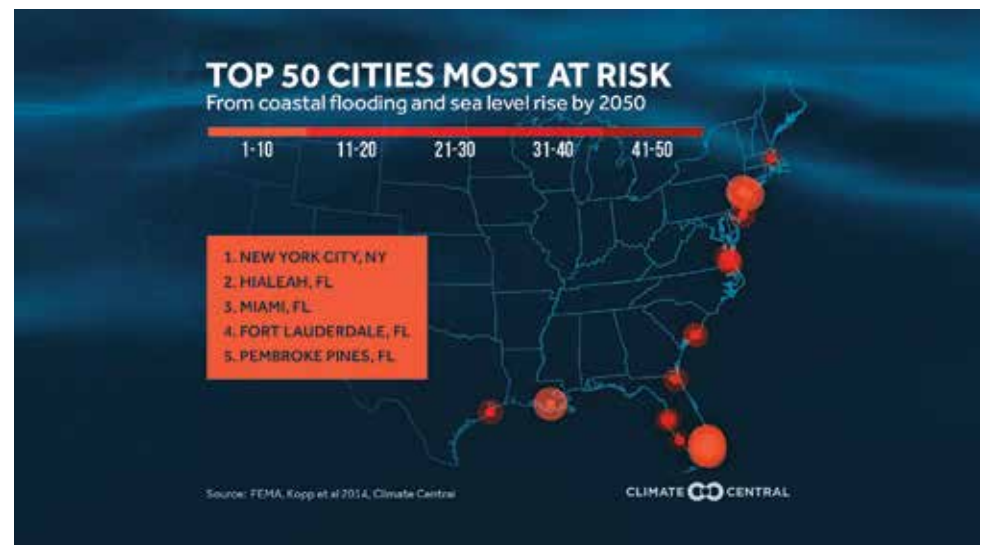 TOP 50 CITIES MOST AT RISK
From coastal flooding and sea level rise by 2050
1-10 11-20 21-30 31-40 41-50
1. NEW YORK CITY, NY
2. HIALEAH, FL
3. MIAMI, FL
4. FORT LAUDERDALE, FL
5. PEMBROKE PINES, FL
Source: FEMA, Kopp et al 2014, Climate Central
CLIMATE CENTRAL